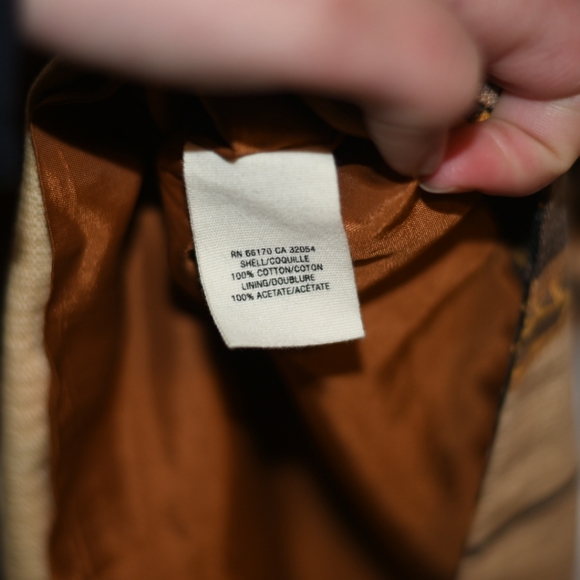 RN 66170 CA 32054
SHELL/COQUILLE
100% COTTON/COTON
LINING/DOUBLURE
100% ACETATE/ACÉTATE